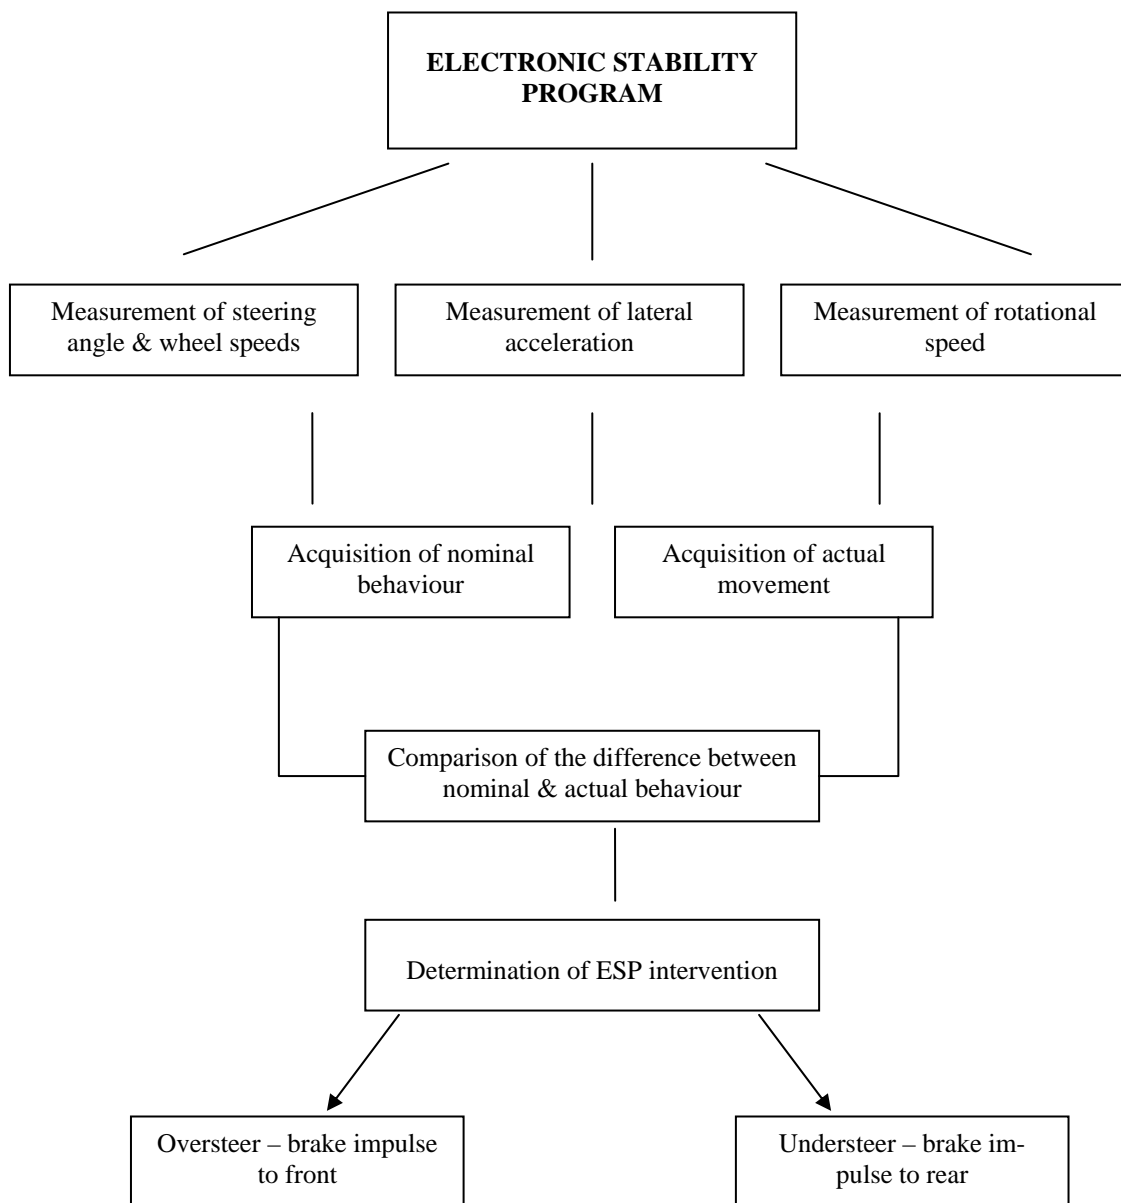 ELECTRONIC STABILITY
PROGRAM
Measurement of steering
angle & wheel speeds
Measurement of lateral
acceleration
Measurement of rotational
speed
Acquisition of nominal
behaviour
Acquisition of actual
movement
Comparison of the difference between
nominal & actual behaviour
Determination of ESP intervention
Oversteer – brake impulse
to front
Understeer – brake im-
pulse to rear